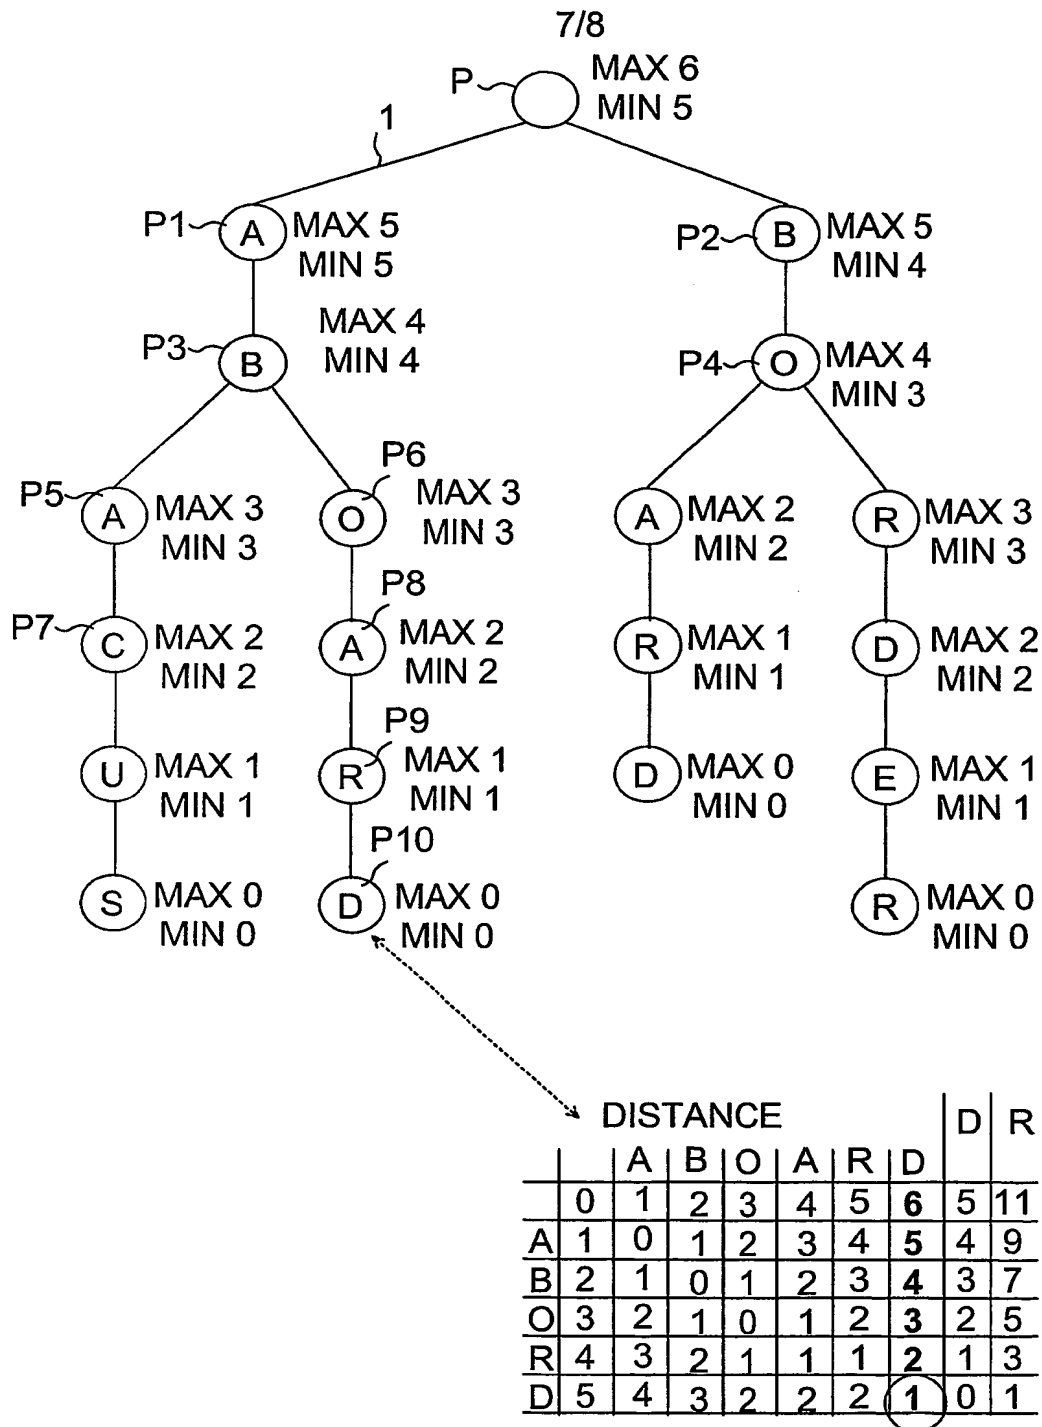 7/8
P MAX 6
MIN 5
1
P1 A MAX 5
MIN 5
P2 B MAX 5
MIN 4
P3 B MAX 4
MIN 4
P4 O MAX 4
MIN 3
P5 A MAX 3
MIN 3
P6 O MAX 3
MIN 3
A MAX 2
MIN 2
R MAX 3
MIN 3
P7 C MAX 2
MIN 2
P8 A MAX 2
MIN 2
R MAX 1
MIN 1
D MAX 2
MIN 2
U MAX 1
MIN 1
P9 R MAX 1
MIN 1
D MAX 0
MIN 0
E MAX 1
MIN 1
S MAX 0
MIN 0
P10 D MAX 0
MIN 0
R MAX 0
MIN 0
DISTANCE D R
A B O A R D
0 1 2 3 4 5 6 5 11
A 1 0 1 2 3 4 5 4 9
B 2 1 0 1 2 3 4 3 7
O 3 2 1 0 1 2 3 2 5
R 4 3 2 1 1 1 2 1 3
D 5 4 3 2 2 2 1 0 1